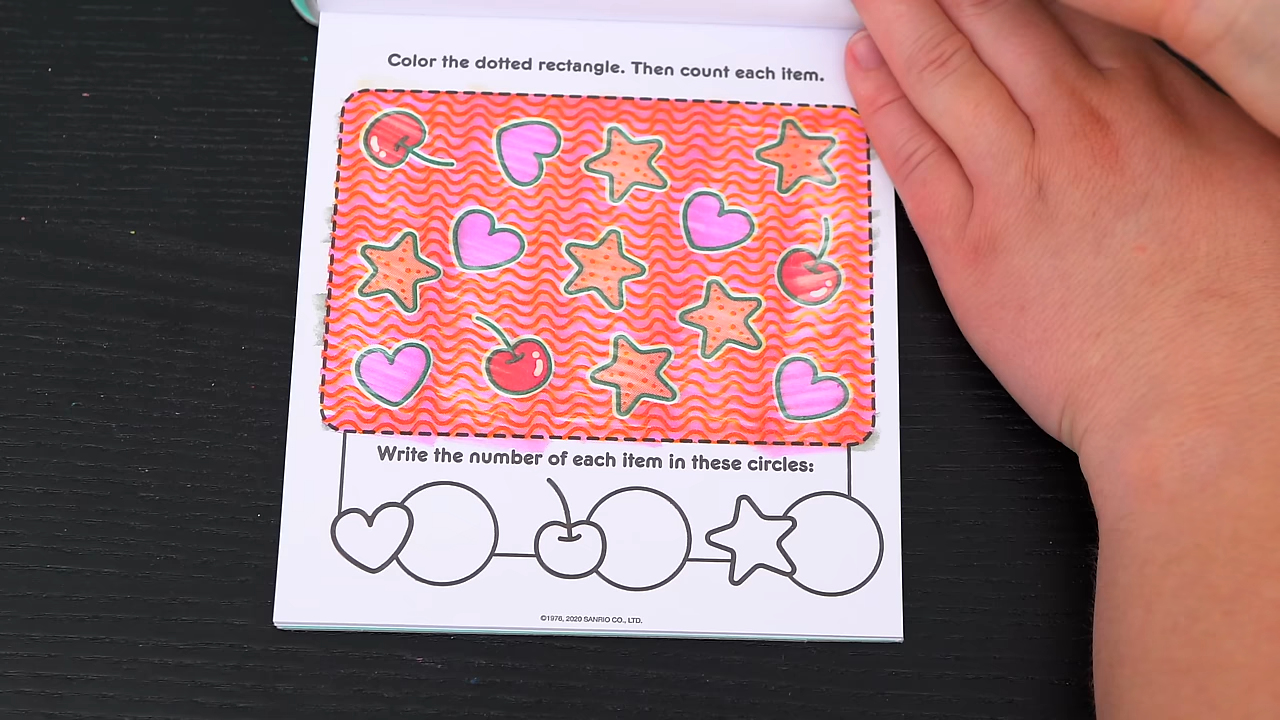 Color the dotted rectangle. Then count each item.
Write the number of each item in these circles:
©1976, 2020 SANRIO CO., LTD.